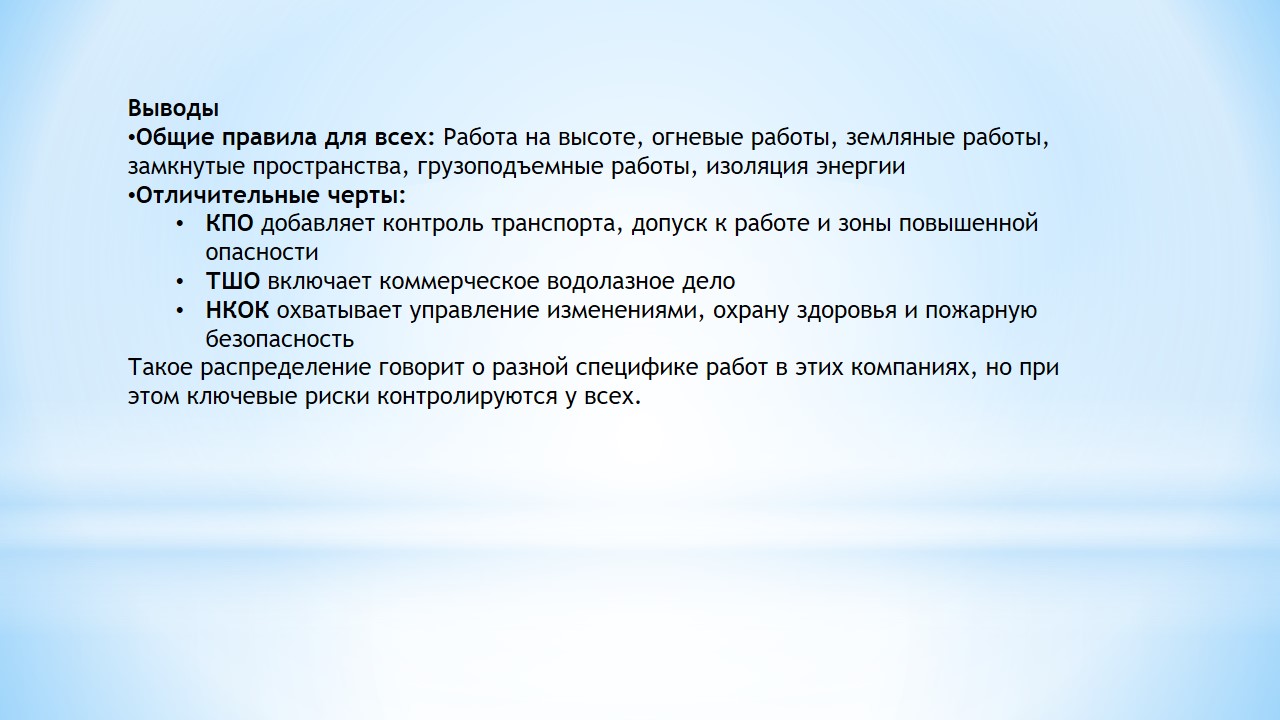 Выводы
•Общие правила для всех: Работа на высоте, огневые работы, земляные работы,
замкнутые пространства, грузоподъемные работы, изоляция энергии
•Отличительные черты:
• КПО добавляет контроль транспорта, допуск к работе и зоны повышенной
опасности
• ТШО включает коммерческое водолазное дело
• НКОК охватывает управление изменениями, охрану здоровья и пожарную
безопасность
Такое распределение говорит о разной специфике работ в этих компаниях, но при
этом ключевые риски контролируются у всех.